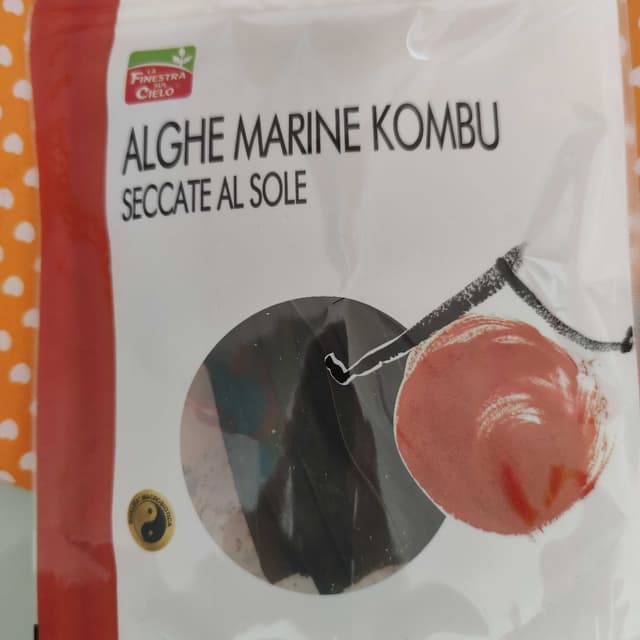 LA
FINESTRA
SUL
CIELO
ALGHE MARINE KOMBU
SECCATE AL SOLE